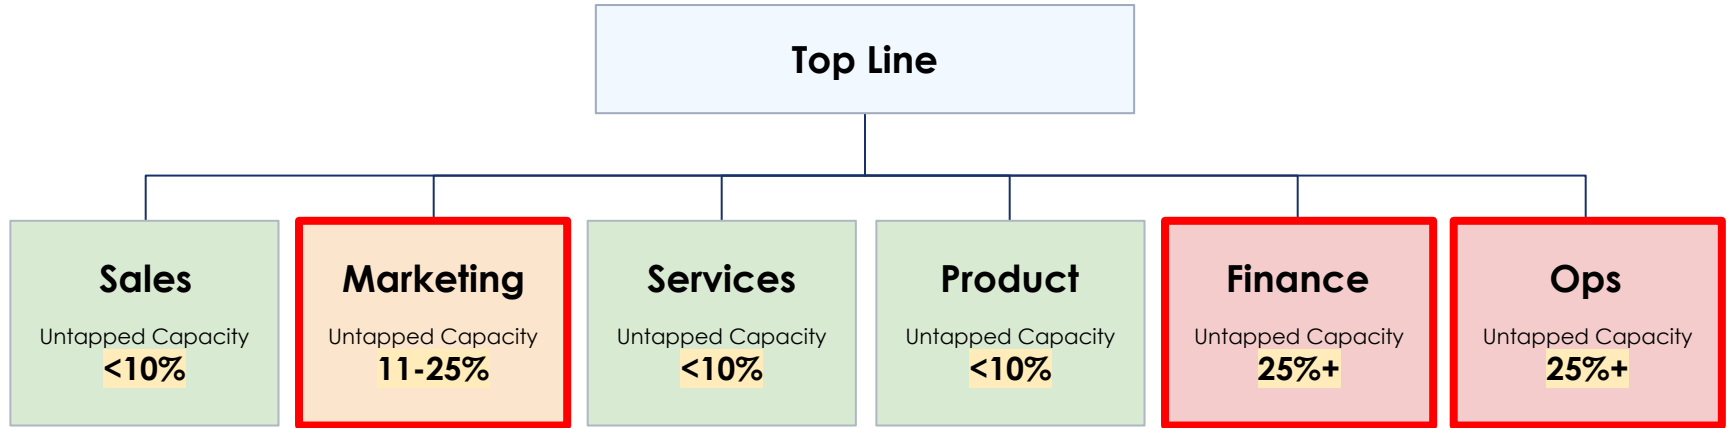 Top Line
Sales
Untapped Capacity
<10%
Marketing
Untapped Capacity
11-25%
Services
Untapped Capacity
<10%
Product
Untapped Capacity
<10%
Finance
Untapped Capacity
25%+
Ops
Untapped Capacity
25%+